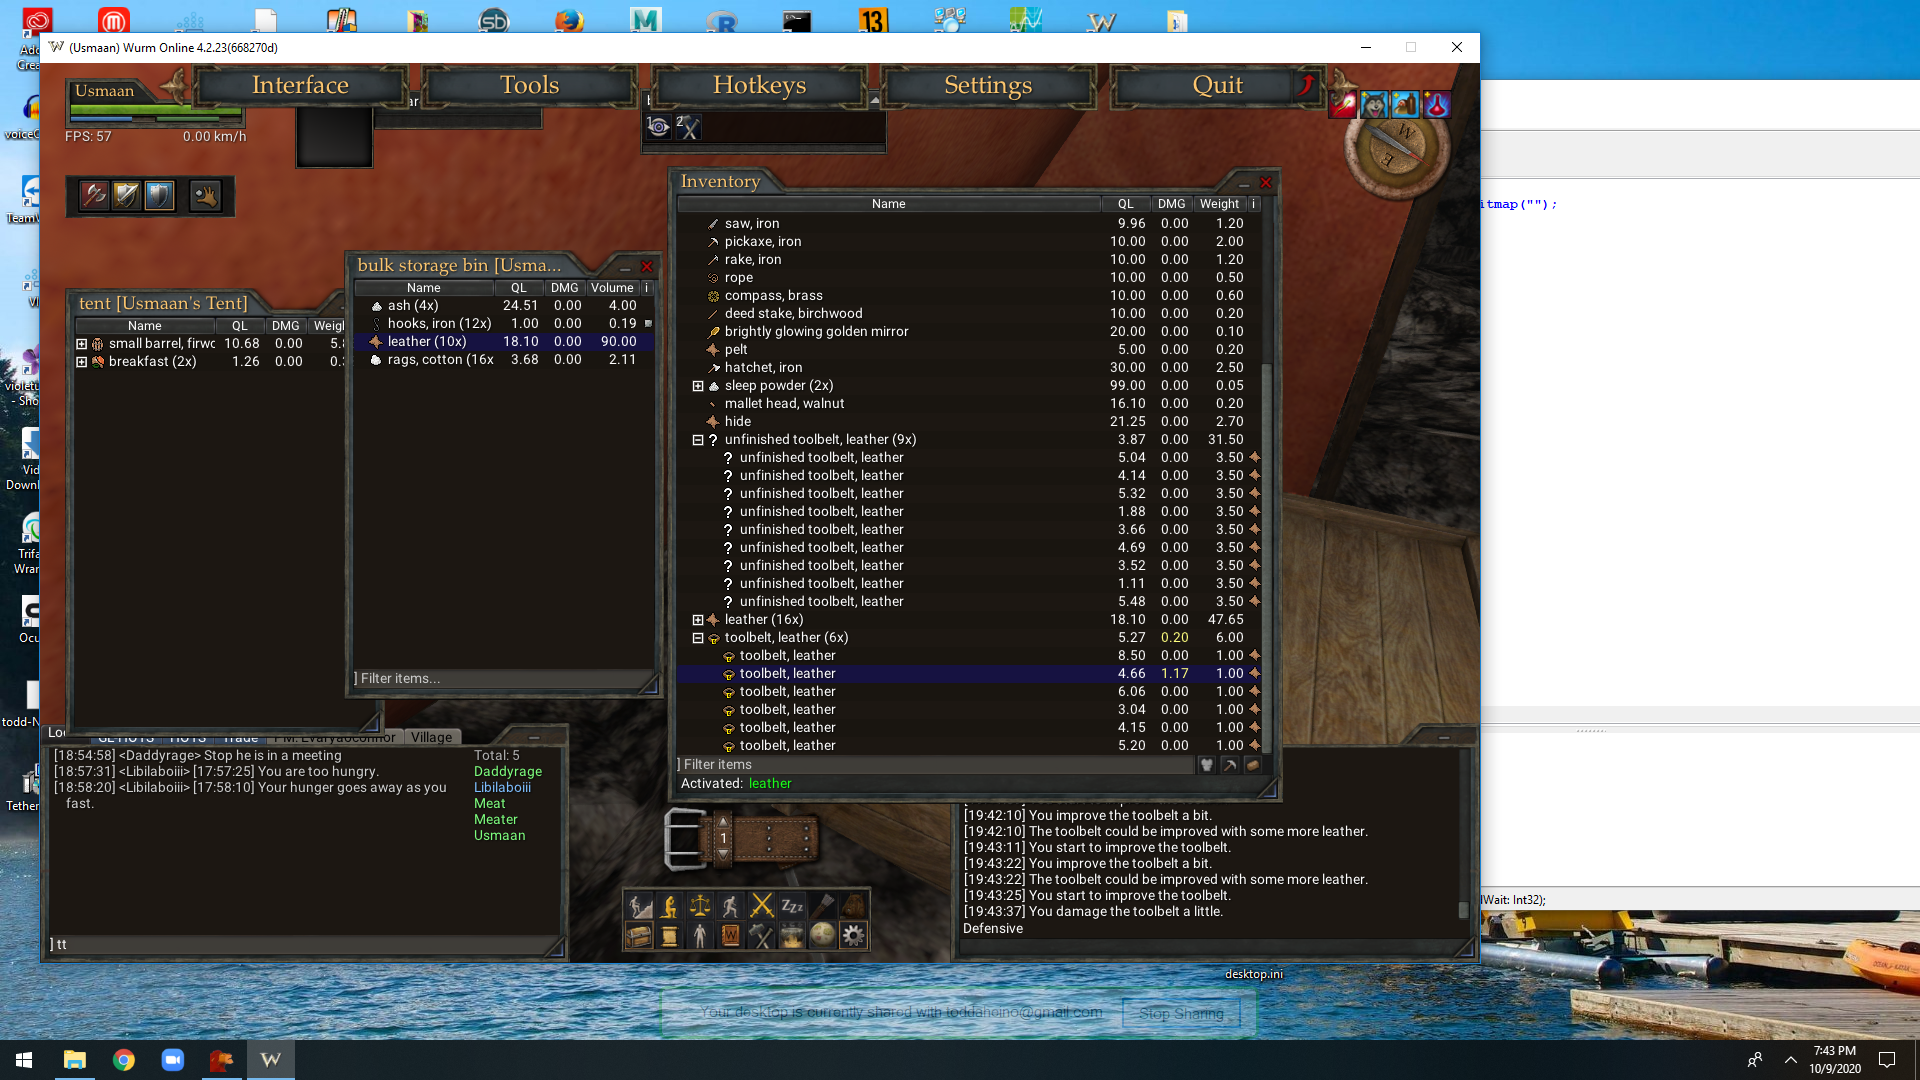 (Usmaan) Wurm Online 4.2.23(668270d)
Usmaan
Interface
Tools
Hotkeys
Settings
Quit
FPS: 57
0.00 km/h
1
2
W
E
itmap("");
Inventory
Name QL DMG Weight i
saw, iron 9.96 0.00 1.20
pickaxe, iron 10.00 0.00 2.00
rake, iron 10.00 0.00 1.20
rope 10.00 0.00 0.50
compass, brass 10.00 0.00 0.60
deed stake, birchwood 10.00 0.00 0.20
brightly glowing golden mirror 20.00 0.00 0.10
pelt 5.00 0.00 0.20
hatchet, iron 30.00 0.00 2.50
sleep powder (2x) 99.00 0.00 0.05
mallet head, walnut 16.10 0.00 0.20
hide 21.25 0.00 2.70
? unfinished toolbelt, leather (9x) 3.87 0.00 31.50
? unfinished toolbelt, leather 5.04 0.00 3.50
? unfinished toolbelt, leather 4.14 0.00 3.50
? unfinished toolbelt, leather 5.32 0.00 3.50
? unfinished toolbelt, leather 1.88 0.00 3.50
? unfinished toolbelt, leather 3.66 0.00 3.50
? unfinished toolbelt, leather 4.69 0.00 3.50
? unfinished toolbelt, leather 3.52 0.00 3.50
? unfinished toolbelt, leather 1.11 0.00 3.50
? unfinished toolbelt, leather 5.48 0.00 3.50
leather (16x) 18.10 0.00 47.65
toolbelt, leather (6x) 5.27 0.20 6.00
toolbelt, leather 8.50 0.00 1.00
toolbelt, leather 4.66 1.17 1.00
toolbelt, leather 6.06 0.00 1.00
toolbelt, leather 3.04 0.00 1.00
toolbelt, leather 4.15 0.00 1.00
toolbelt, leather 5.20 0.00 1.00
] Filter items
Activated: leather
bulk storage bin [Usma...
Name QL DMG Volume i
ash (4x) 24.51 0.00 4.00
hooks, iron (12x) 1.00 0.00 0.19
leather (10x) 18.10 0.00 90.00
rags, cotton (16x 3.68 0.00 2.11
] Filter items...
tent [Usmaan's Tent]
Name QL DMG Weigh
small barrel, firwo 10.68 0.00 5.8
breakfast (2x) 1.26 0.00 0.3
Village
[18:54:58] <Daddyrage> Stop he is in a meeting
[18:57:31] <Libilaboiii> [17:57:25] You are too hungry.
[18:58:20] <Libilaboiii> [17:58:10] Your hunger goes away as you
fast.
Total: 5
Daddyrage
Libilaboiii
Meat
Meater
Usmaan
] tt
1
zzz
[19:42:10] You improve the toolbelt a bit.
[19:42:10] The toolbelt could be improved with some more leather.
[19:43:11] You start to improve the toolbelt.
[19:43:22] You improve the toolbelt a bit.
[19:43:22] The toolbelt could be improved with some more leather.
[19:43:25] You start to improve the toolbelt.
[19:43:37] You damage the toolbelt a little.
Defensive
lWait: Int32);
desktop.ini
Your desktop is currently shared with toddahoino@gmail.com
Stop Sharing
7:43 PM
10/9/2020